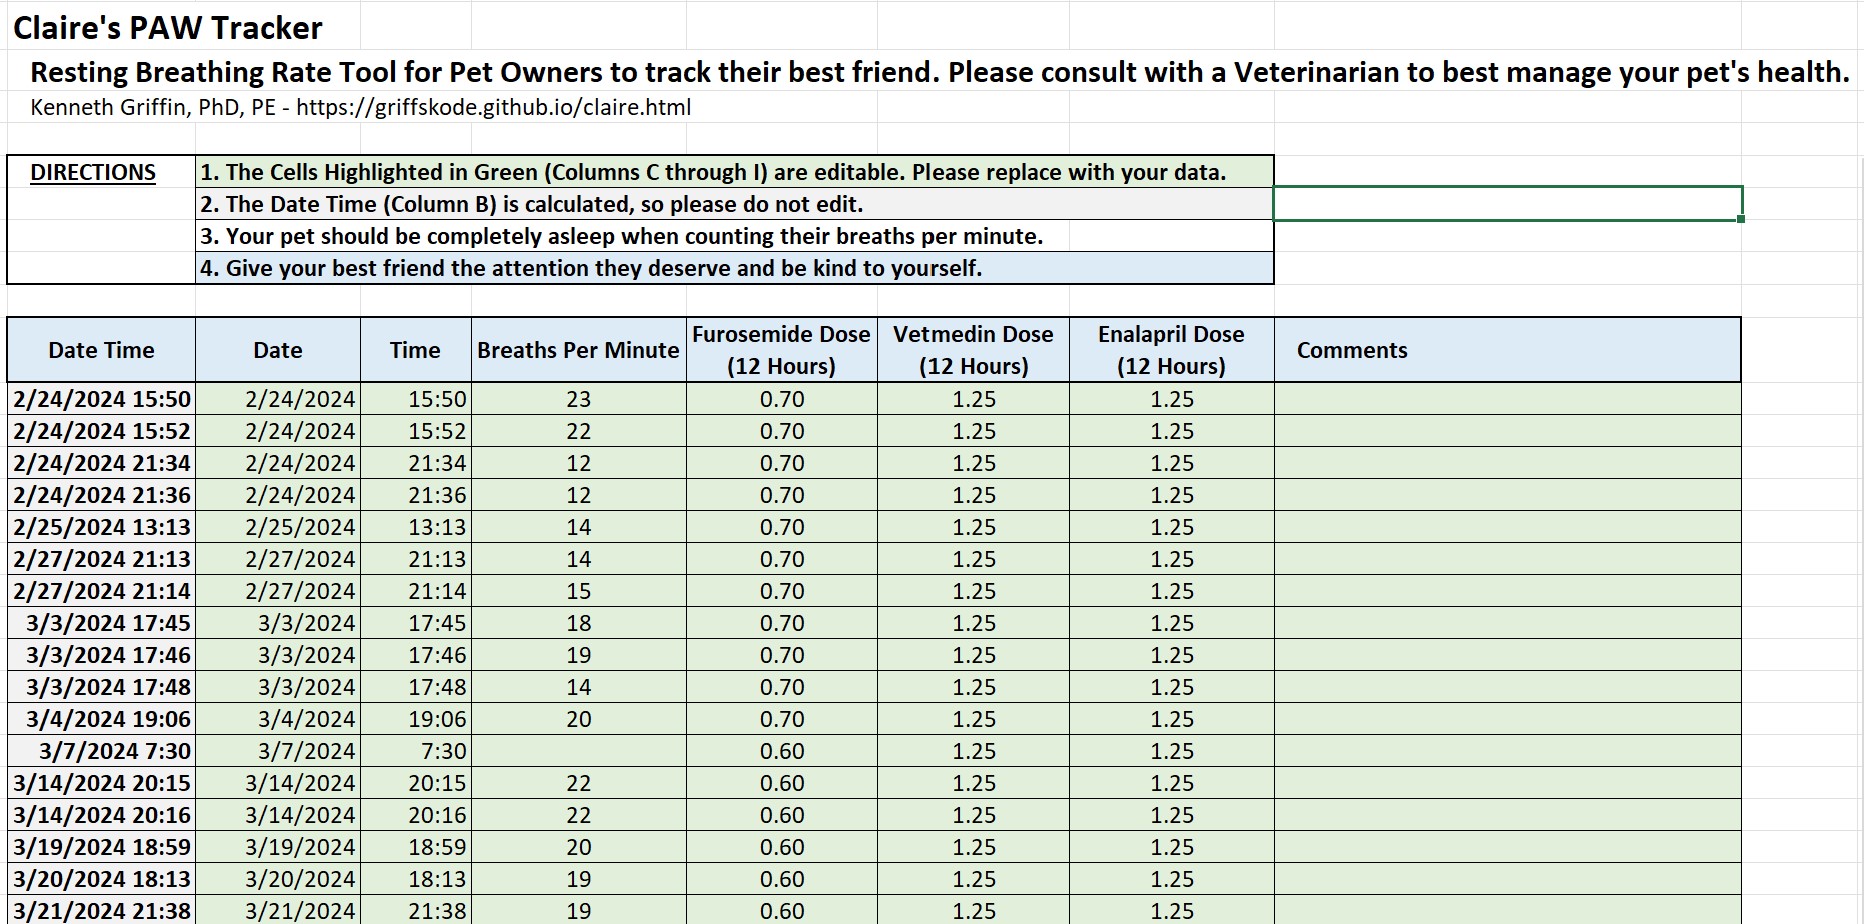 Claire's PAW Tracker
Resting Breathing Rate Tool for Pet Owners to track their best friend. Please consult with a Veterinarian to best manage your pet's health.
Kenneth Griffin, PhD, PE - https://griffskode.github.io/claire.html
DIRECTIONS 1. The Cells Highlighted in Green (Columns C through I) are editable. Please replace with your data.
2. The Date Time (Column B) is calculated, so please do not edit.
3. Your pet should be completely asleep when counting their breaths per minute.
4. Give your best friend the attention they deserve and be kind to yourself.
Date Time Date Time Breaths Per Minute Furosemide Dose (12 Hours) Vetmedin Dose (12 Hours) Enalapril Dose (12 Hours) Comments
2/24/2024 15:50 2/24/2024 15:50 23 0.70 1.25 1.25
2/24/2024 15:52 2/24/2024 15:52 22 0.70 1.25 1.25
2/24/2024 21:34 2/24/2024 21:34 12 0.70 1.25 1.25
2/24/2024 21:36 2/24/2024 21:36 12 0.70 1.25 1.25
2/25/2024 13:13 2/25/2024 13:13 14 0.70 1.25 1.25
2/27/2024 21:13 2/27/2024 21:13 14 0.70 1.25 1.25
2/27/2024 21:14 2/27/2024 21:14 15 0.70 1.25 1.25
3/3/2024 17:45 3/3/2024 17:45 18 0.70 1.25 1.25
3/3/2024 17:46 3/3/2024 17:46 19 0.70 1.25 1.25
3/3/2024 17:48 3/3/2024 17:48 14 0.70 1.25 1.25
3/4/2024 19:06 3/4/2024 19:06 20 0.70 1.25 1.25
3/7/2024 7:30 3/7/2024 7:30 0.60 1.25 1.25
3/14/2024 20:15 3/14/2024 20:15 22 0.60 1.25 1.25
3/14/2024 20:16 3/14/2024 20:16 22 0.60 1.25 1.25
3/19/2024 18:59 3/19/2024 18:59 20 0.60 1.25 1.25
3/20/2024 18:13 3/20/2024 18:13 19 0.60 1.25 1.25
3/21/2024 21:38 3/21/2024 21:38 19 0.60 1.25 1.25